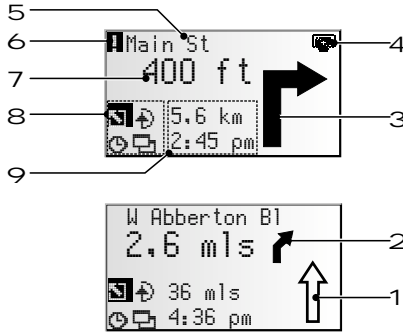 5
6 Main St 4
7 400 ft
8 5.6 km 3
2:45 pm
9
W Abberton Bl
2.6 mls 2
36 mls 1
4:36 pm